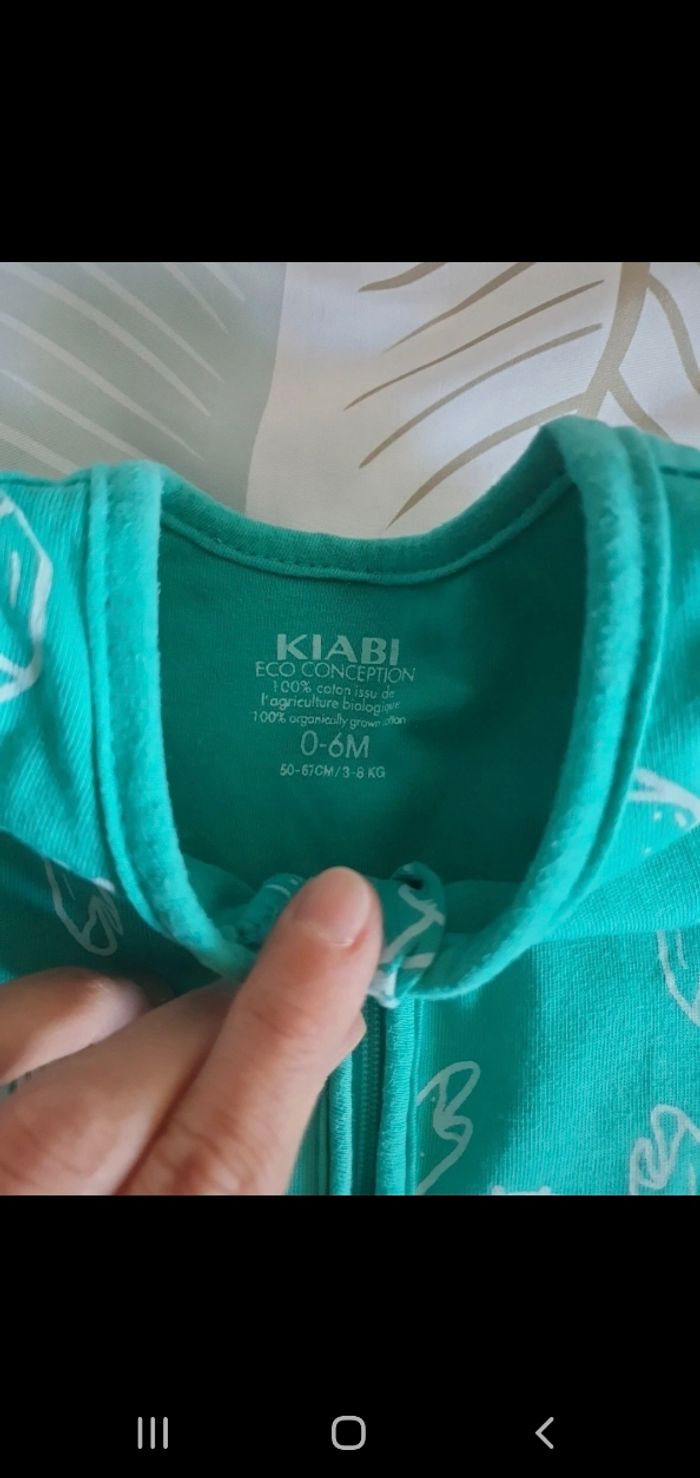 KIABI
ECO CONCEPTION
100% coton issu de
l'agriculture biologique
100% organically grown cotton
0-6M
50-67CM/3-8 KG